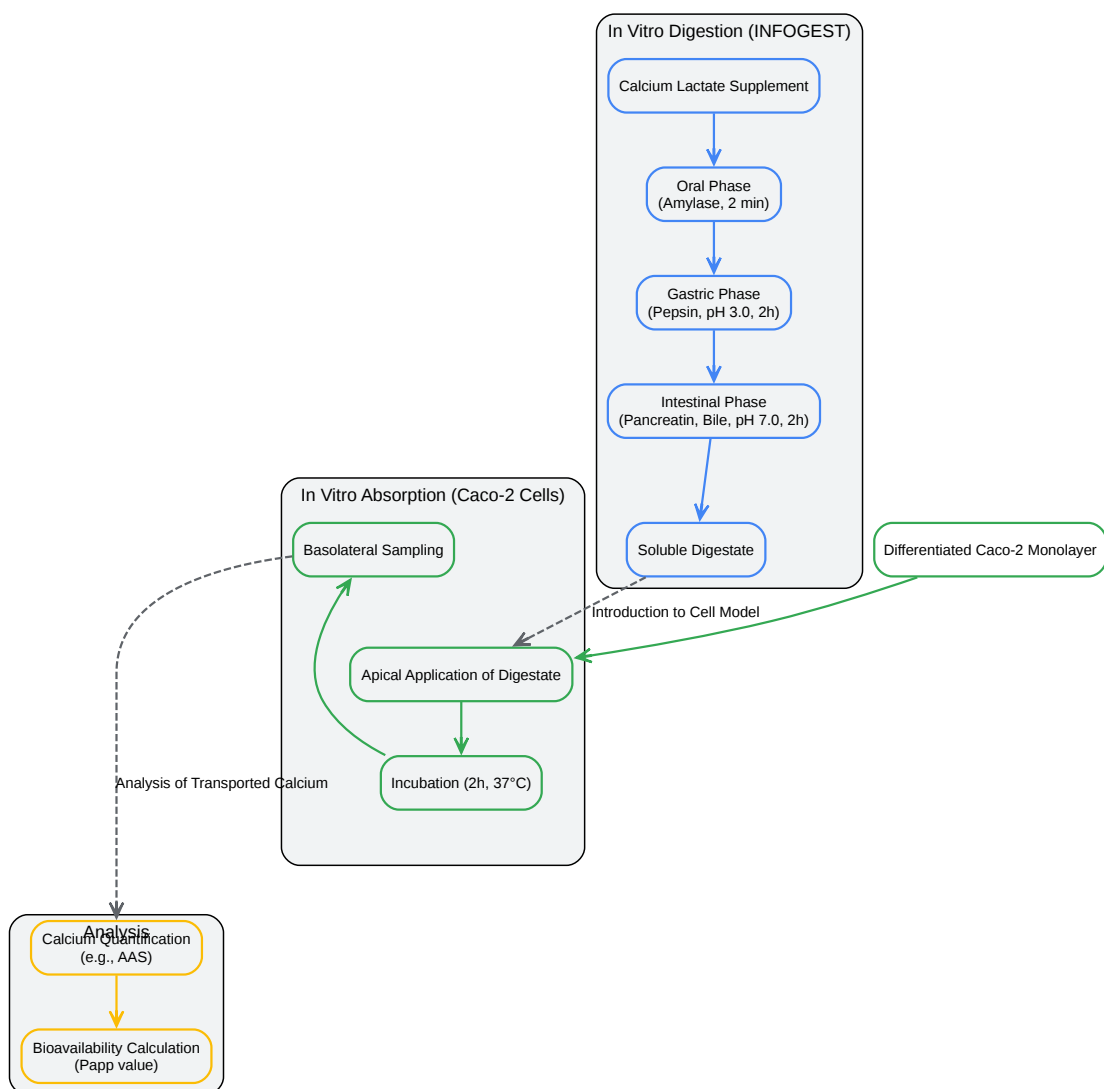 In Vitro Digestion (INFOGEST)
Calcium Lactate Supplement
Oral Phase
(Amylase, 2 min)
Gastric Phase
(Pepsin, pH 3.0, 2h)
Intestinal Phase
(Pancreatin, Bile, pH 7.0, 2h)
Soluble Digestate
Differentiated Caco-2 Monolayer
Introduction to Cell Model
In Vitro Absorption (Caco-2 Cells)
Basolateral Sampling
Apical Application of Digestate
Incubation (2h, 37°C)
Analysis of Transported Calcium
Analysis
Calcium Quantification
(e.g., AAS)
Bioavailability Calculation
(Papp value)